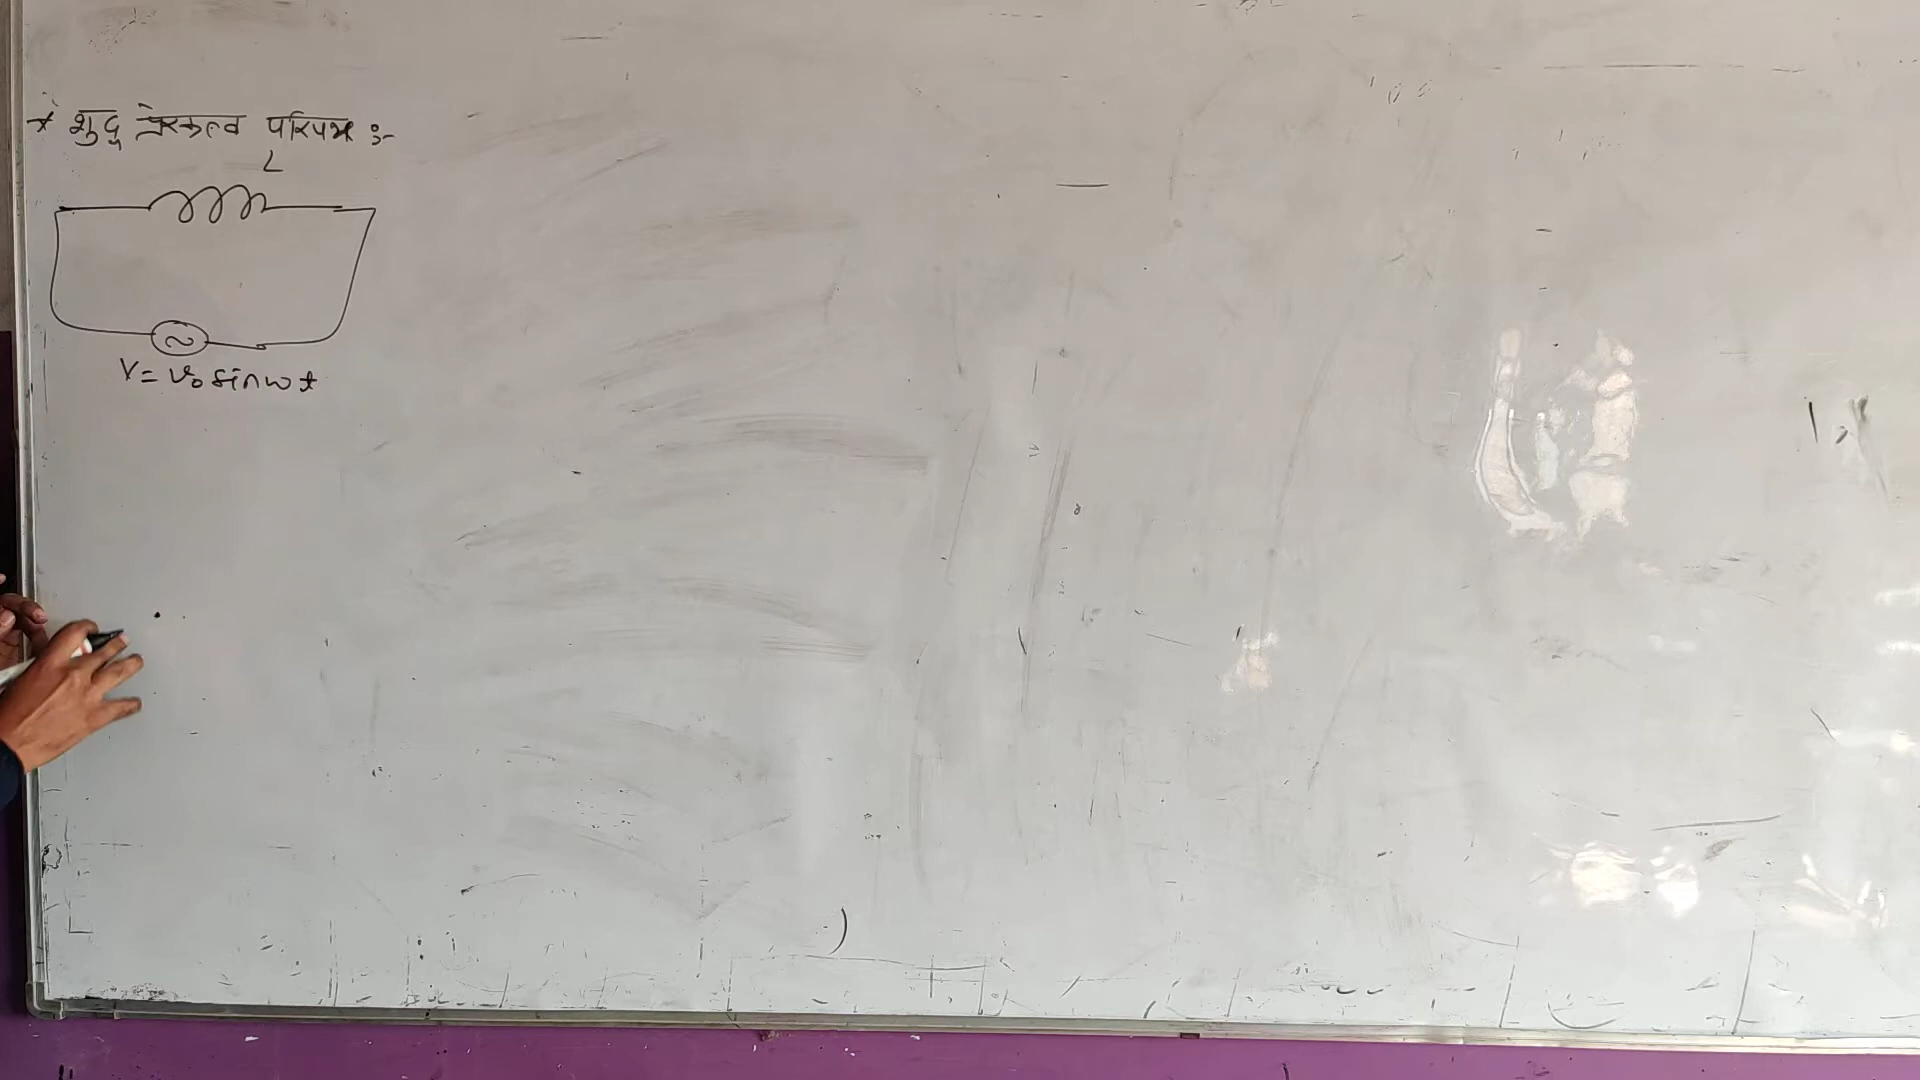 * शुद्ध प्रेरकत्व परिपथ :-
L
~
V = V₀ sinωt